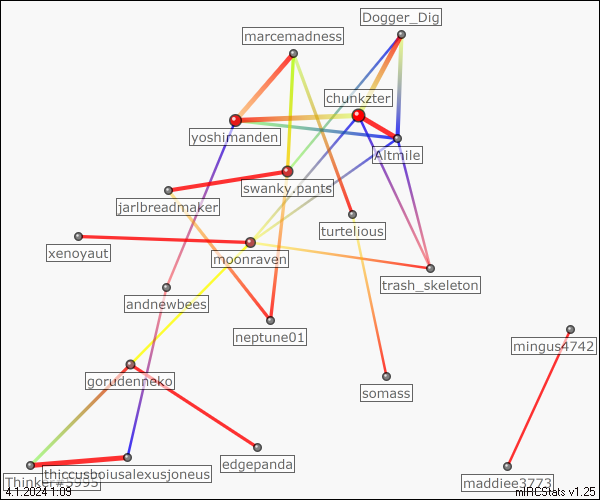 Dogger_Dig
marcemadness
chunkzter
yoshimanden
Altmile
swanky.pants
jarlbreadmaker
turtelious
xenoyaut
moonraven
trash_skeleton
andnewbees
neptune01
mingus4742
gorudenneko
somass
edgepanda
thiccusboiusalexusjoneus
Thinker#5995
maddiee3773
4.1.2024 1:09
mIRCStats v1.25